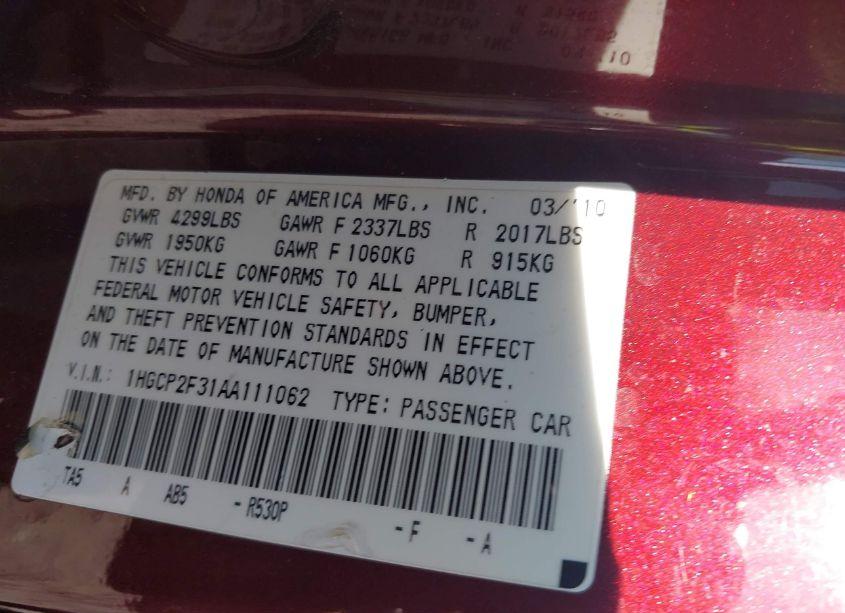 MFD. BY HONDA OF AMERICA MFG., INC. 03/'10
GVWR 4299LBS GAWR F 2337LBS R 2017LBS
GVWR 1950KG GAWR F 1060KG R 915KG
THIS VEHICLE CONFORMS TO ALL APPLICABLE
FEDERAL MOTOR VEHICLE SAFETY, BUMPER,
AND THEFT PREVENTION STANDARDS IN EFFECT
ON THE DATE OF MANUFACTURE SHOWN ABOVE.
V.I.N.: 1HGCP2F31AA111062 TYPE: PASSENGER CAR
TA5 A AB5 - R530P - F - A